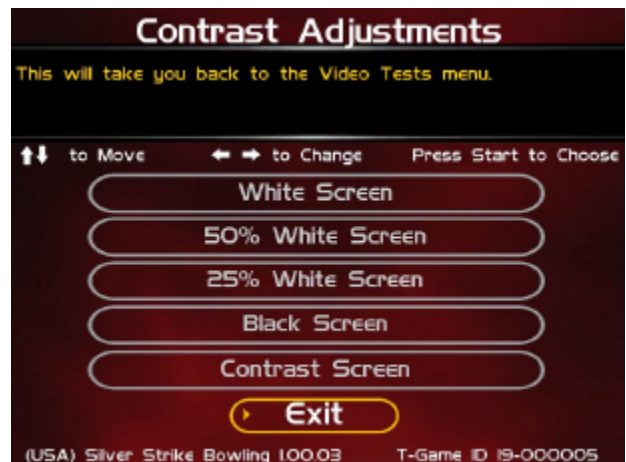 Contrast Adjustments
This will take you back to the Video Tests menu.
to Move to Change Press Start to Choose
White Screen
50% White Screen
25% White Screen
Black Screen
Contrast Screen
Exit
(USA) Silver Strike Bowling 1.00.03 T-Game ID 19-000005